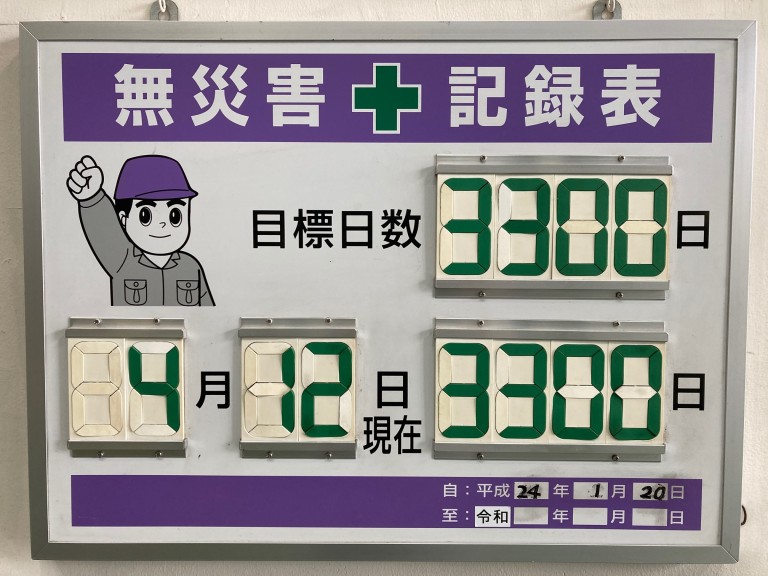 無災害 記録表
目標日数 3300 日
4 月 12 日 現在 3300 日
自：平成 24 年 1 月 20 日
至：令和 年 月 日